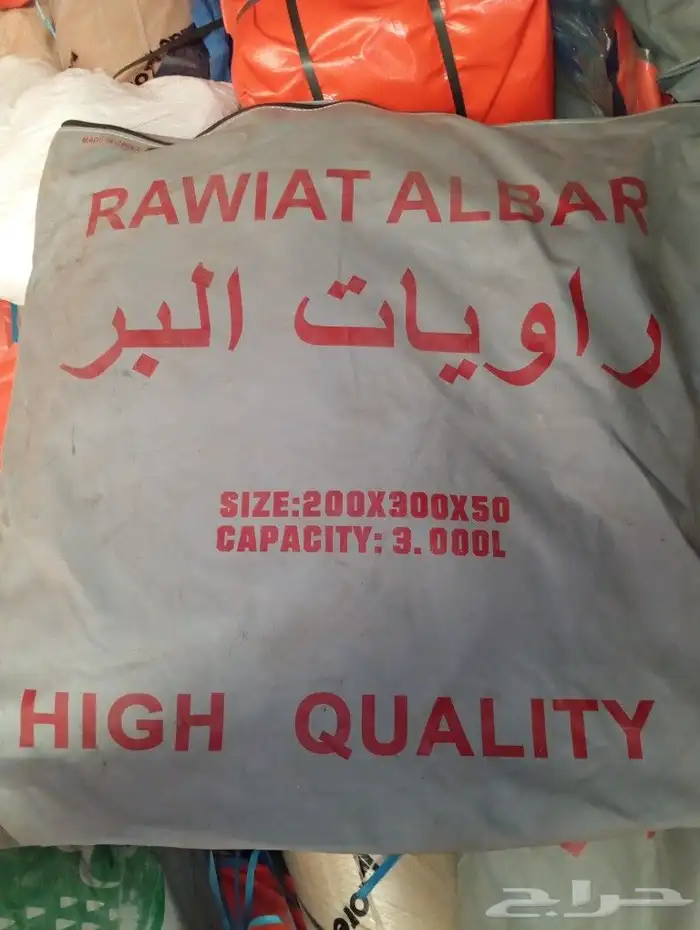 RAWIAT ALBAR
راويات البر
SIZE:200X300X50
CAPACITY: 3.000L
HIGH QUALITY
حراج